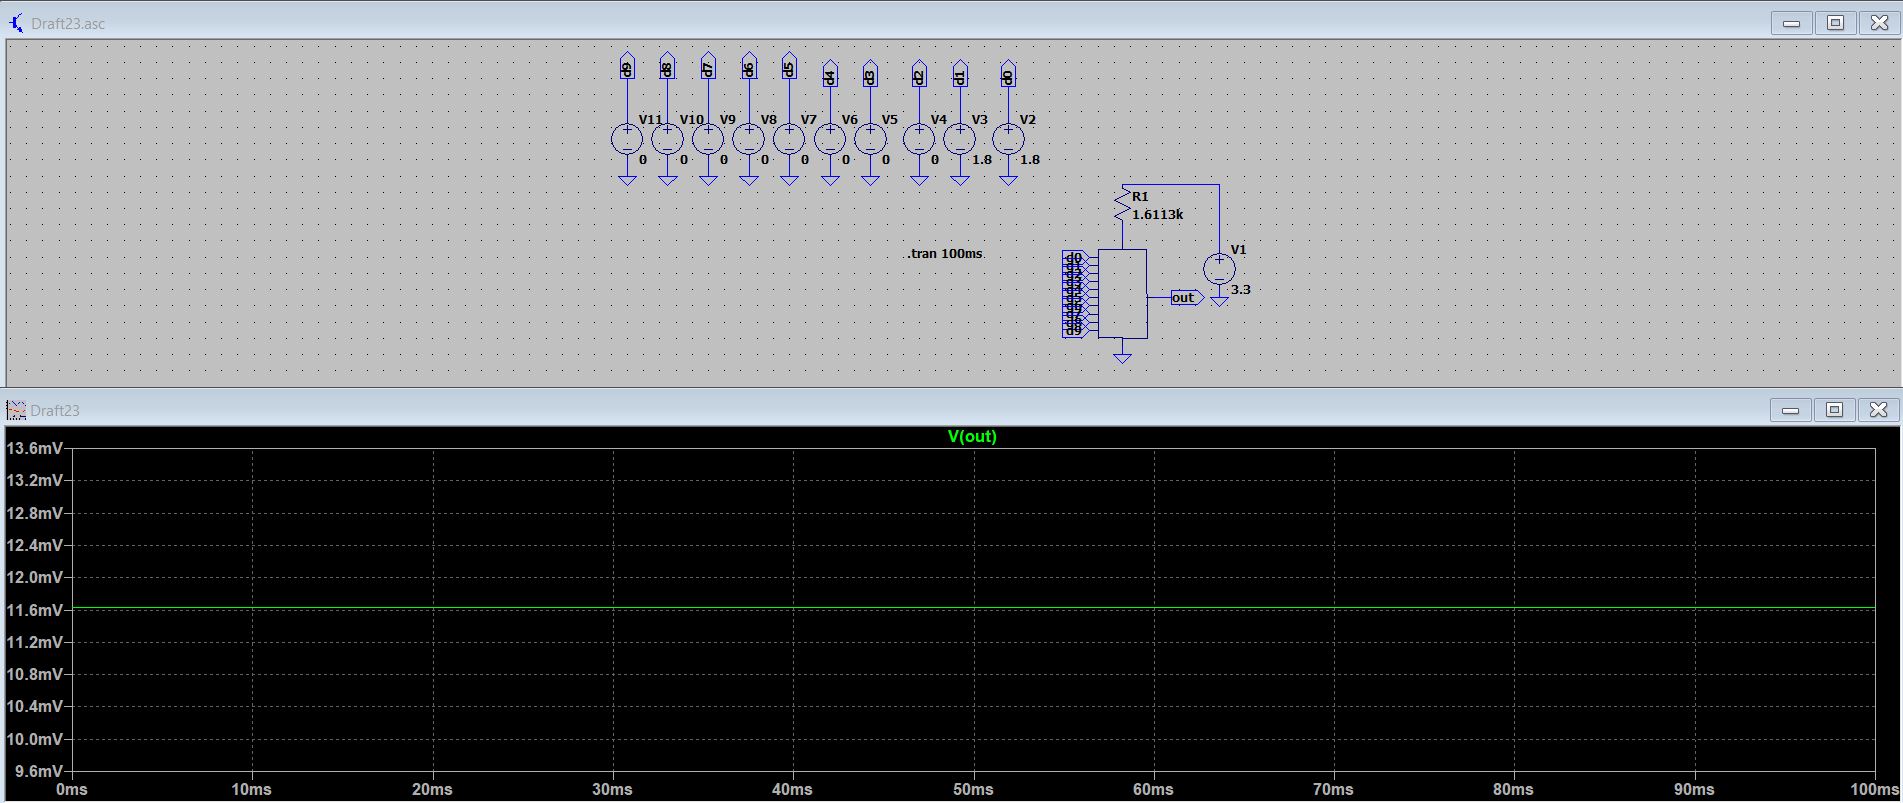 Draft23.asc
d9 d8 d7 d6 d5 d4 d3 d2 d1 d0
V11 V10 V9 V8 V7 V6 V5 V4 V3 V2
0 0 0 0 0 0 0 0 1.8 1.8
R1
1.6113k
.tran 100ms
V1
3.3
d0
d1
d2
d3
d4
d5
d6
d7
d8
d9
out
Draft23
V(out)
13.6mV
13.2mV
12.8mV
12.4mV
12.0mV
11.6mV
11.2mV
10.8mV
10.4mV
10.0mV
9.6mV
0ms 10ms 20ms 30ms 40ms 50ms 60ms 70ms 80ms 90ms 100ms